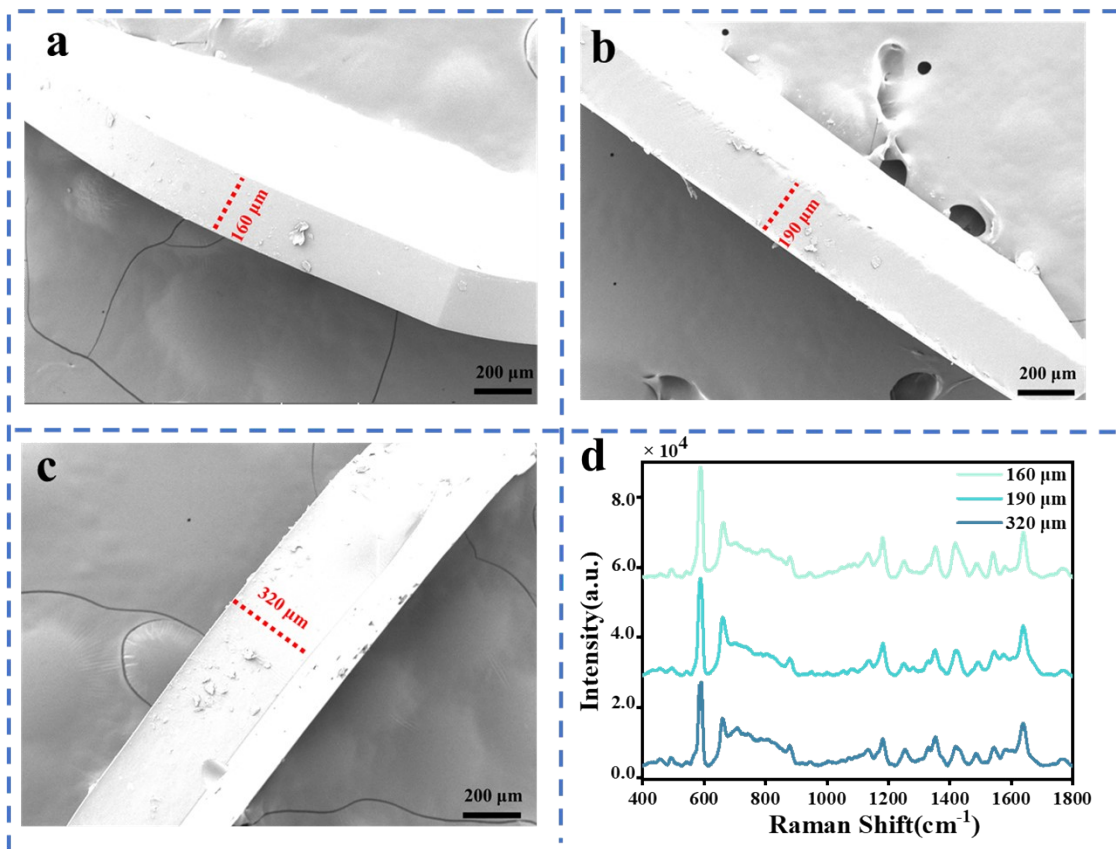 a
160 µm
200 µm
b
190 µm
200 µm
c
320 µm
200 µm
d
× 10⁴
160 µm
190 µm
320 µm
8.0
6.0
4.0
2.0
0.0
Intensity(a.u.)
400 600 800 1000 1200 1400 1600 1800
Raman Shift(cm⁻¹)